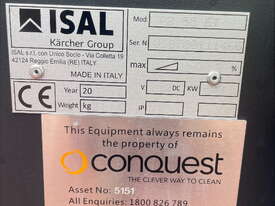 ISAL
Kärcher Group
ISAL s.r.l. con Unico Socio - Via Colletta 19
42124 Reggio Emilia (RE) ITALY
MADE IN ITALY
Year 20
Weight kg
Mod.
Ser. N
max %
V DC KW
IP
This Equipment always remains
the property of
conquest
THE CLEVER WAY TO CLEAN
Asset No: 5151
All Enquiries: 1800 826 789